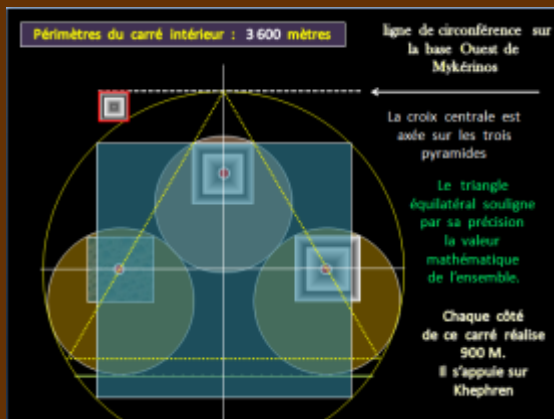 Périmètres du carré intérieur : 3 600 mètres
ligne de circonférence sur
la base Ouest de
Mykérinos
La croix centrale est
axée sur les trois
pyramides
Le triangle
équilatéral souligne
par sa précision
la valeur
mathématique
de l'ensemble.
Chaque côté
de ce carré réalise
900 M.
Il s'appuie sur
Khephren